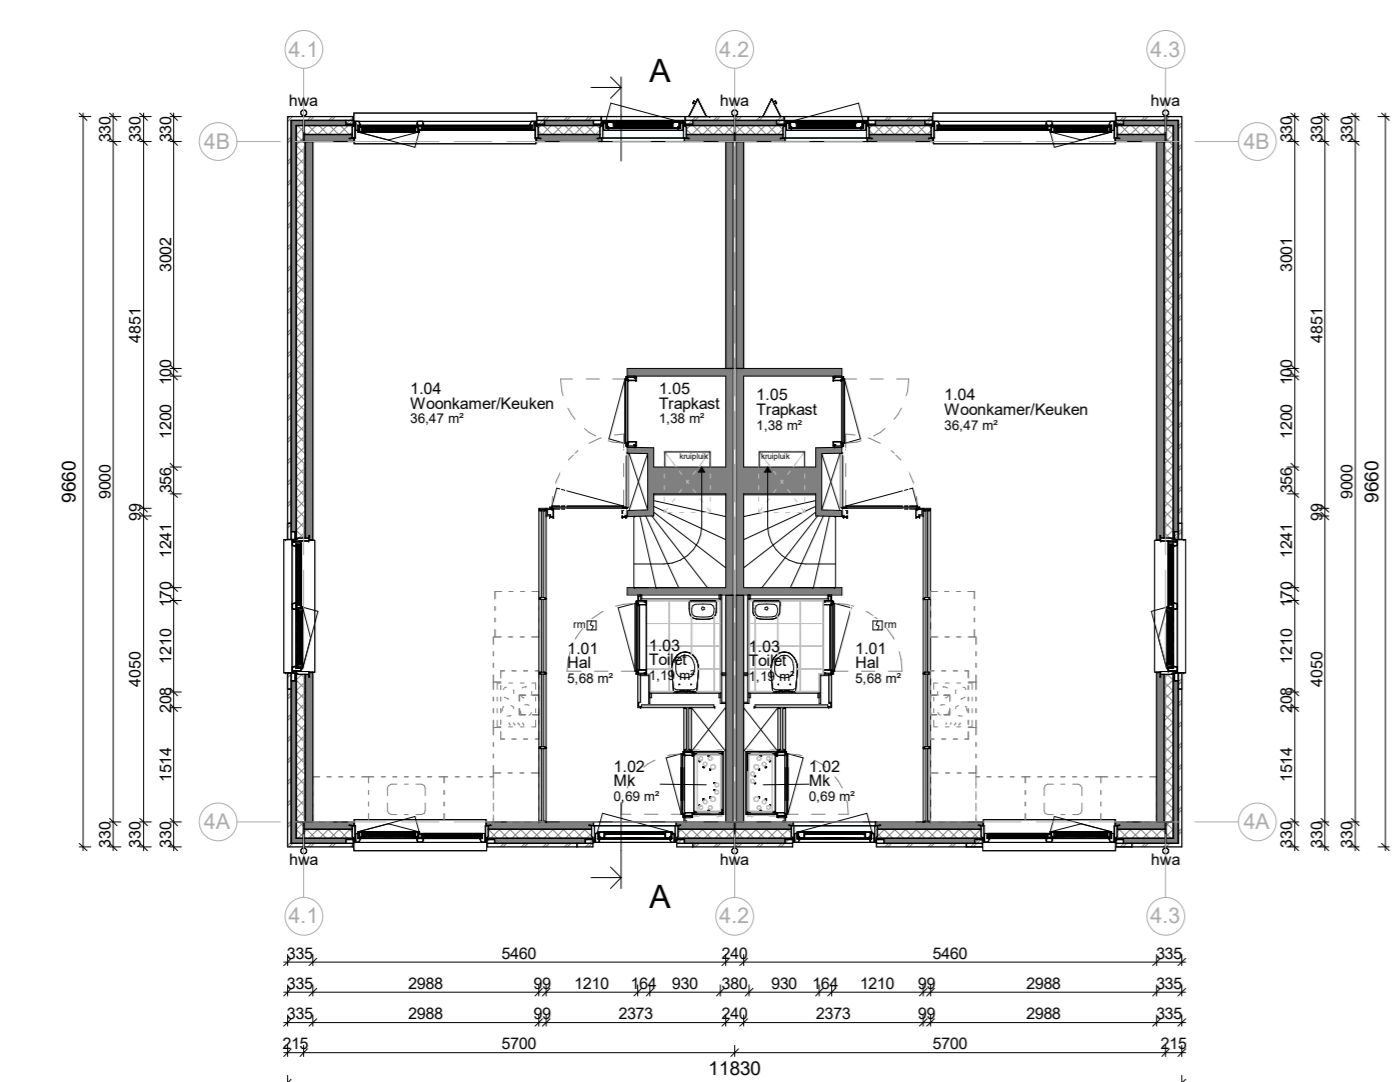 4.1
4.2
4.3
A
hwa
hwa
hwa
4B
4B
330
330
330
330
330
330
330
3002
4851
100
1200
356
9660
9000
99
1241
170
1210
4050
208
1514
330
330
330
3001
4851
100
1200
356
9000
9660
99
1241
170
1210
4050
208
1514
330
330
330
1.04
Woonkamer/Keuken
36,47 m²
1.05
Trapkast
1,38 m²
1.05
Trapkast
1,38 m²
1.04
Woonkamer/Keuken
36,47 m²
kruipluik
kruipluik
rm
rm
1.01
Hal
5,68 m²
1.03
Toilet
1,19 m²
1.03
Toilet
1,19 m²
1.01
Hal
5,68 m²
1.02
Mk
0,69 m²
1.02
Mk
0,69 m²
4A
4A
hwa
hwa
hwa
A
4.1
4.2
4.3
335 5460 240 5460 335
335 2988 99 1210 164 930 380 930 164 1210 99 2988 335
335 2988 99 2373 240 2373 99 2988 335
215 5700 5700 215
11830